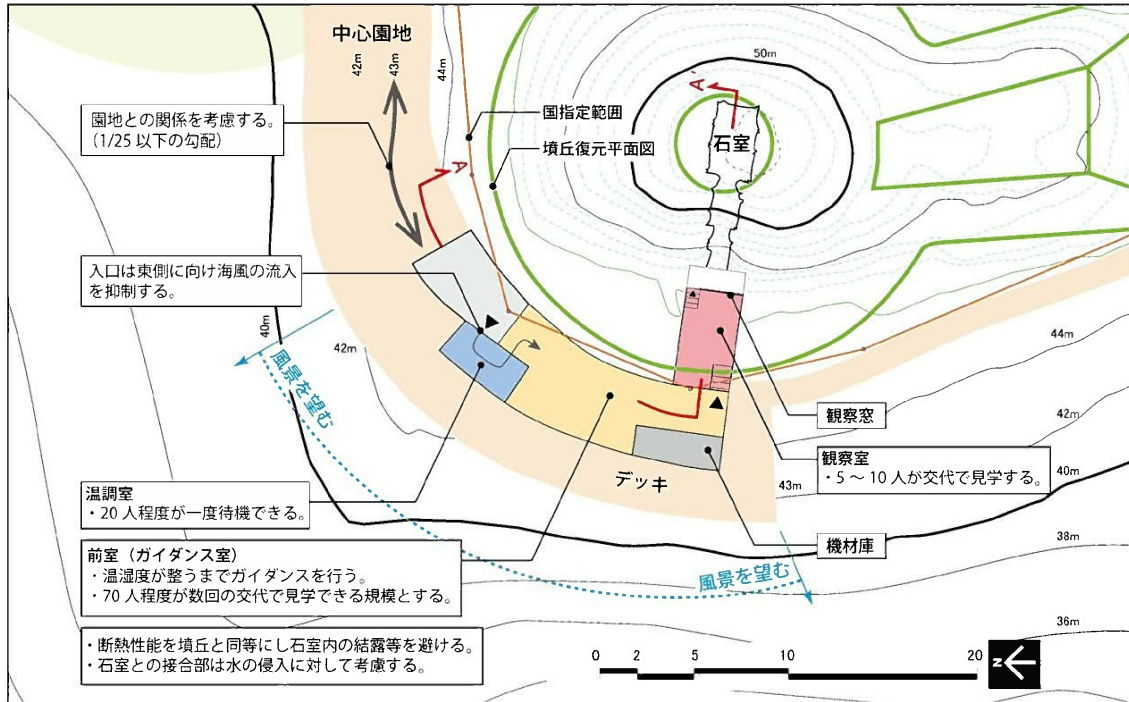 中心園地
42m
43m
44m
50m
A'
園地との関係を考慮する。
（1/25 以下の勾配）
国指定範囲
墳丘復元平面図
石室
A
入口は東側に向け海風の流入
を抑制する。
40m
42m
44m
風景を望む
観察窓
42m
観察室
・5 〜 10 人が交代で見学する。
40m
デッキ
43m
温調室
・20 人程度が一度待機できる。
38m
機材庫
前室（ガイダンス室）
・温湿度が整うまでガイダンスを行う。
・70 人程度が数回の交代で見学できる規模とする。
風景を望む
36m
・断熱性能を墳丘と同等にし石室内の結露等を避ける。
・石室との接合部は水の侵入に対して考慮する。
0 2 5 10 20
N